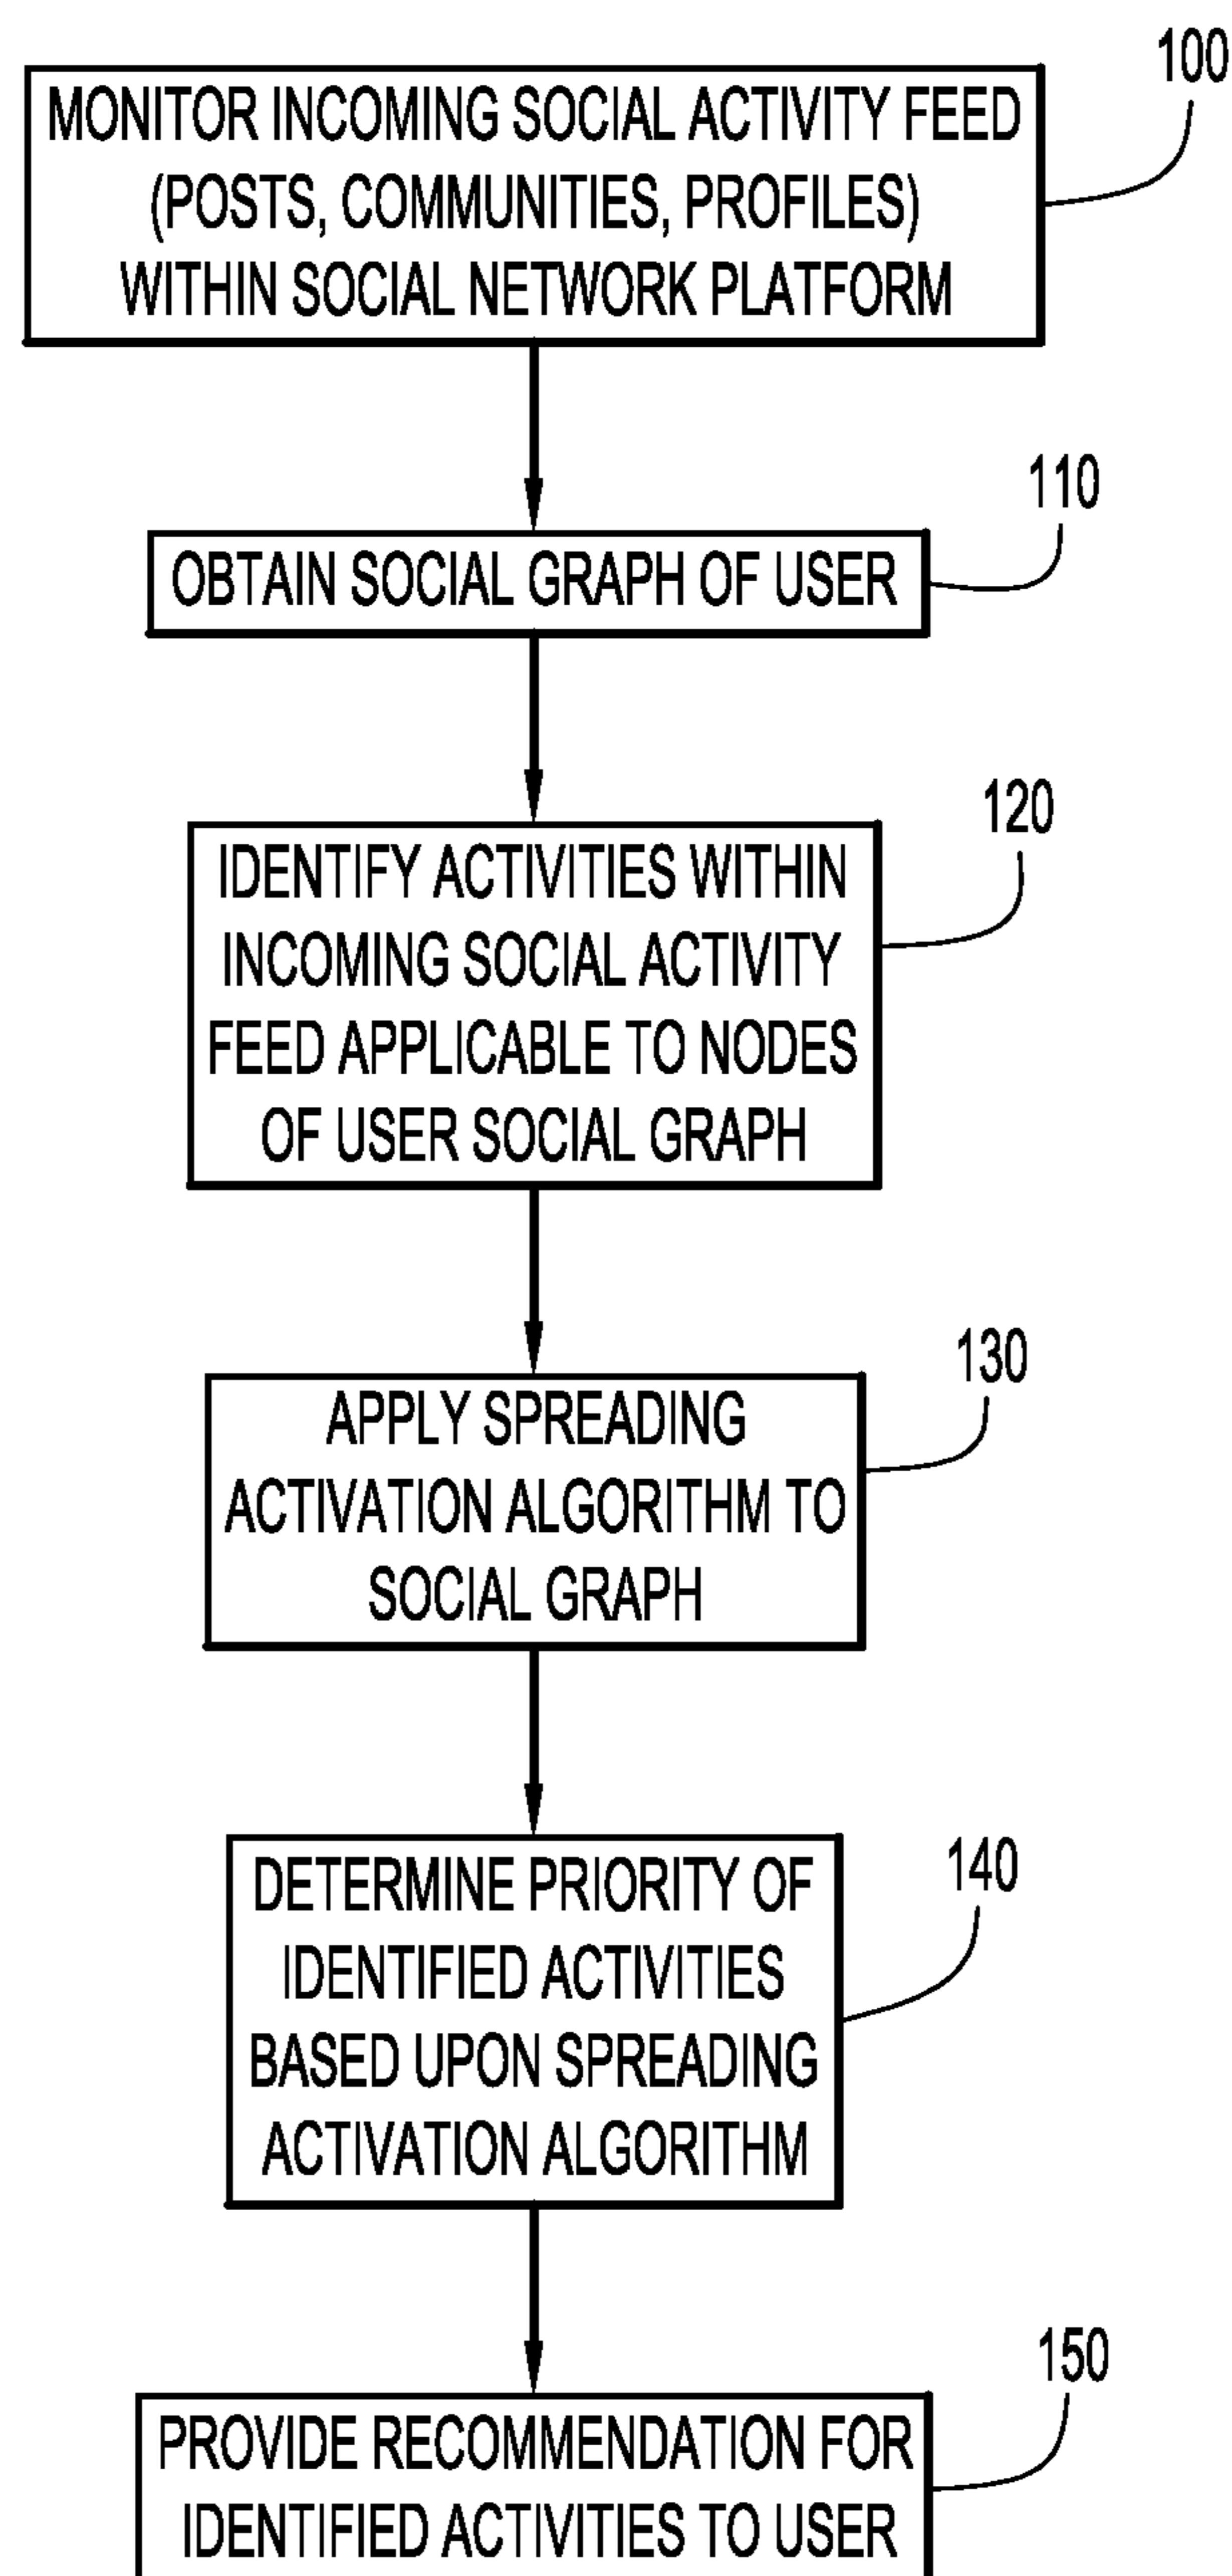 100
MONITOR INCOMING SOCIAL ACTIVITY FEED
(POSTS, COMMUNITIES, PROFILES)
WITHIN SOCIAL NETWORK PLATFORM
110
OBTAIN SOCIAL GRAPH OF USER
120
IDENTIFY ACTIVITIES WITHIN
INCOMING SOCIAL ACTIVITY
FEED APPLICABLE TO NODES
OF USER SOCIAL GRAPH
130
APPLY SPREADING
ACTIVATION ALGORITHM TO
SOCIAL GRAPH
140
DETERMINE PRIORITY OF
IDENTIFIED ACTIVITIES
BASED UPON SPREADING
ACTIVATION ALGORITHM
150
PROVIDE RECOMMENDATION FOR
IDENTIFIED ACTIVITIES TO USER